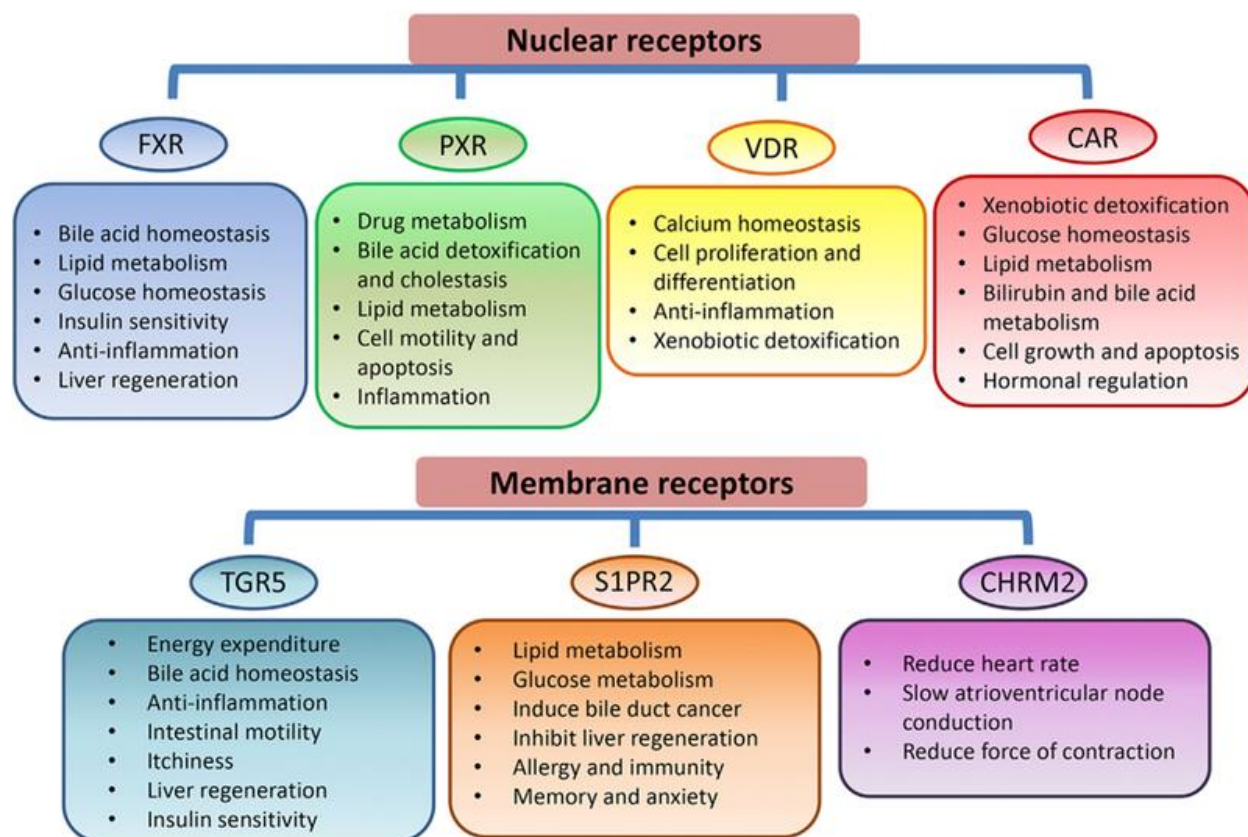 Nuclear receptors
FXR
PXR
VDR
CAR
• Bile acid homeostasis
• Lipid metabolism
• Glucose homeostasis
• Insulin sensitivity
• Anti-inflammation
• Liver regeneration
• Drug metabolism
• Bile acid detoxification
and cholestasis
• Lipid metabolism
• Cell motility and
apoptosis
• Inflammation
• Calcium homeostasis
• Cell proliferation and
differentiation
• Anti-inflammation
• Xenobiotic detoxification
• Xenobiotic detoxification
• Glucose homeostasis
• Lipid metabolism
• Bilirubin and bile acid
metabolism
• Cell growth and apoptosis
• Hormonal regulation
Membrane receptors
TGR5
S1PR2
CHRM2
• Energy expenditure
• Bile acid homeostasis
• Anti-inflammation
• Intestinal motility
• Itchiness
• Liver regeneration
• Insulin sensitivity
• Lipid metabolism
• Glucose metabolism
• Induce bile duct cancer
• Inhibit liver regeneration
• Allergy and immunity
• Memory and anxiety
• Reduce heart rate
• Slow atrioventricular node
conduction
• Reduce force of contraction